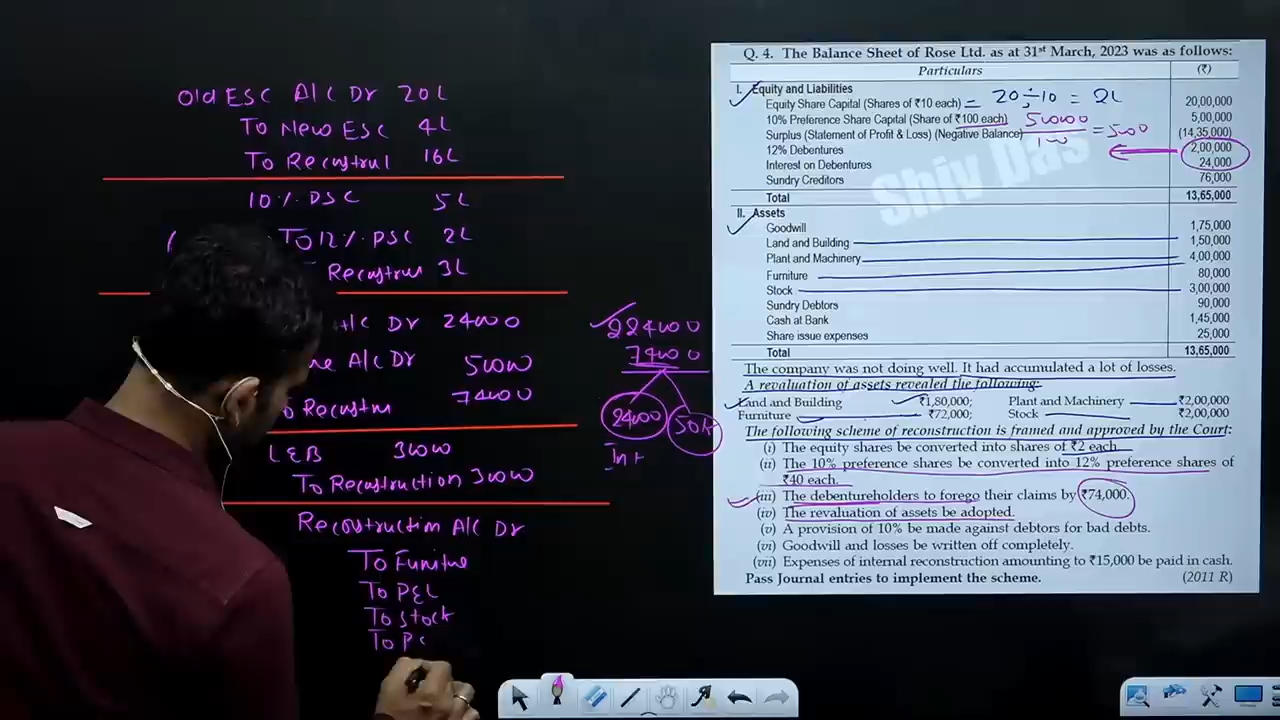 Old ESC A/C Dr 20L
To New ESC 4L
To Reconstrut 16L
10% PSC 5L
To 12% PSC 2L
Reconstrun 3L
A/C Dr 24000
A/C Dr 50000
To Reconstrn 74000
L&B 30000
To Reconstruction 30000
Reconstruction A/C Dr
To Furniture
To P&L
To Stock
To P
224000
74000
24000 50k
Int
Q. 4. The Balance Sheet of Rose Ltd. as at 31st March, 2023 was as follows:
Particulars (₹)
I. Equity and Liabilities
Equity Share Capital (Shares of ₹10 each) = 20 ÷ 10 = 2L 20,00,000
10% Preference Share Capital (Share of ₹100 each) 500000 5,00,000
Surplus (Statement of Profit & Loss) (Negative Balance) 100 = 5000 (14,35,000)
12% Debentures 2,00,000
Interest on Debentures 24,000
Sundry Creditors 76,000
Total 13,65,000
II. Assets
Goodwill 1,75,000
Land and Building 1,50,000
Plant and Machinery 4,00,000
Furniture 80,000
Stock 3,00,000
Sundry Debtors 90,000
Cash at Bank 1,45,000
Share issue expenses 25,000
Total 13,65,000
The company was not doing well. It had accumulated a lot of losses.
A revaluation of assets revealed the following:
Land and Building ₹1,80,000; Plant and Machinery ₹2,00,000
Furniture ₹72,000; Stock ₹2,00,000
The following scheme of reconstruction is framed and approved by the Court:
(i) The equity shares be converted into shares of ₹2 each.
(ii) The 10% preference shares be converted into 12% preference shares of
₹40 each.
(iii) The debentureholders to forego their claims by ₹74,000.
(iv) The revaluation of assets be adopted.
(v) A provision of 10% be made against debtors for bad debts.
(vi) Goodwill and losses be written off completely.
(vii) Expenses of internal reconstruction amounting to ₹15,000 be paid in cash.
Pass Journal entries to implement the scheme. (2011 R)
Shiv Das